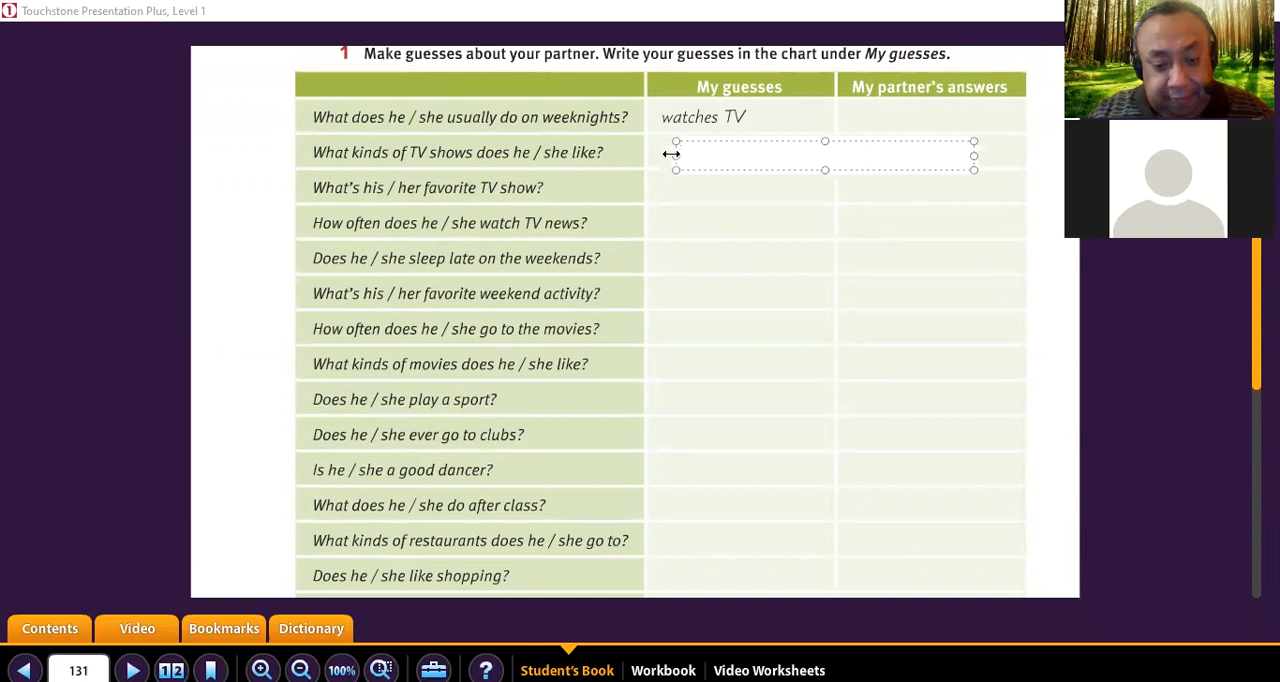 Touchstone Presentation Plus, Level 1
1 Make guesses about your partner. Write your guesses in the chart under My guesses.
My guesses My partner's answers
What does he / she usually do on weeknights? watches TV
What kinds of TV shows does he / she like?
What's his / her favorite TV show?
How often does he / she watch TV news?
Does he / she sleep late on the weekends?
What's his / her favorite weekend activity?
How often does he / she go to the movies?
What kinds of movies does he / she like?
Does he / she play a sport?
Does he / she ever go to clubs?
Is he / she a good dancer?
What does he / she do after class?
What kinds of restaurants does he / she go to?
Does he / she like shopping?
Contents Video Bookmarks Dictionary
131 1 2 100% ? Student's Book Workbook Video Worksheets